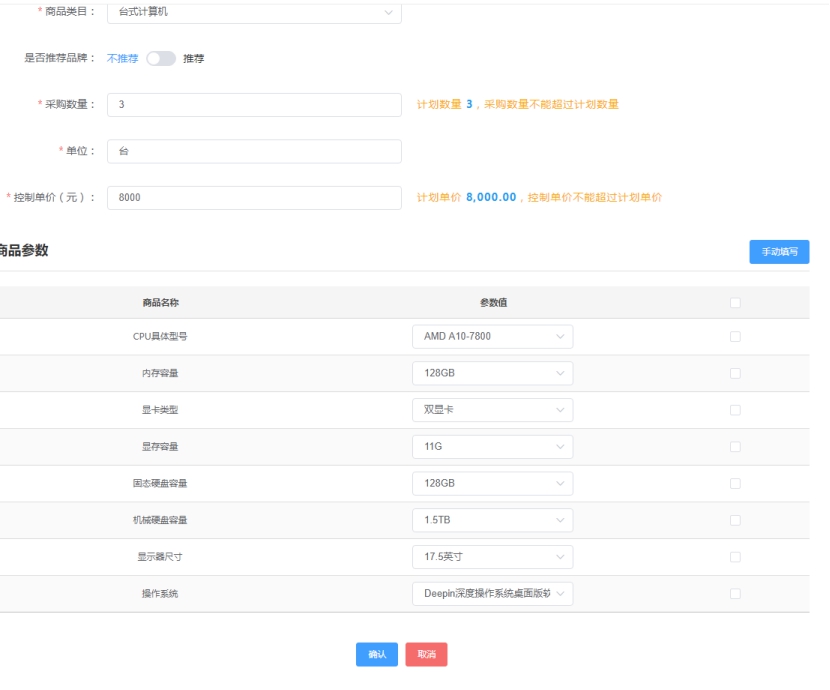 * 商品类目： 台式计算机
是否推荐品牌： 不推荐 推荐
* 采购数量： 3 计划数量 3，采购数量不能超过计划数量
* 单位： 台
* 控制单价（元）： 8000 计划单价 8,000.00，控制单价不能超过计划单价
商品参数 手动填写
商品名称 参数值
CPU具体型号 AMD A10-7800
内存容量 128GB
显卡类型 双显卡
显存容量 11G
固态硬盘容量 128GB
机械硬盘容量 1.5TB
显示器尺寸 17.5英寸
操作系统 Deepin深度操作系统桌面版软
确认 取消